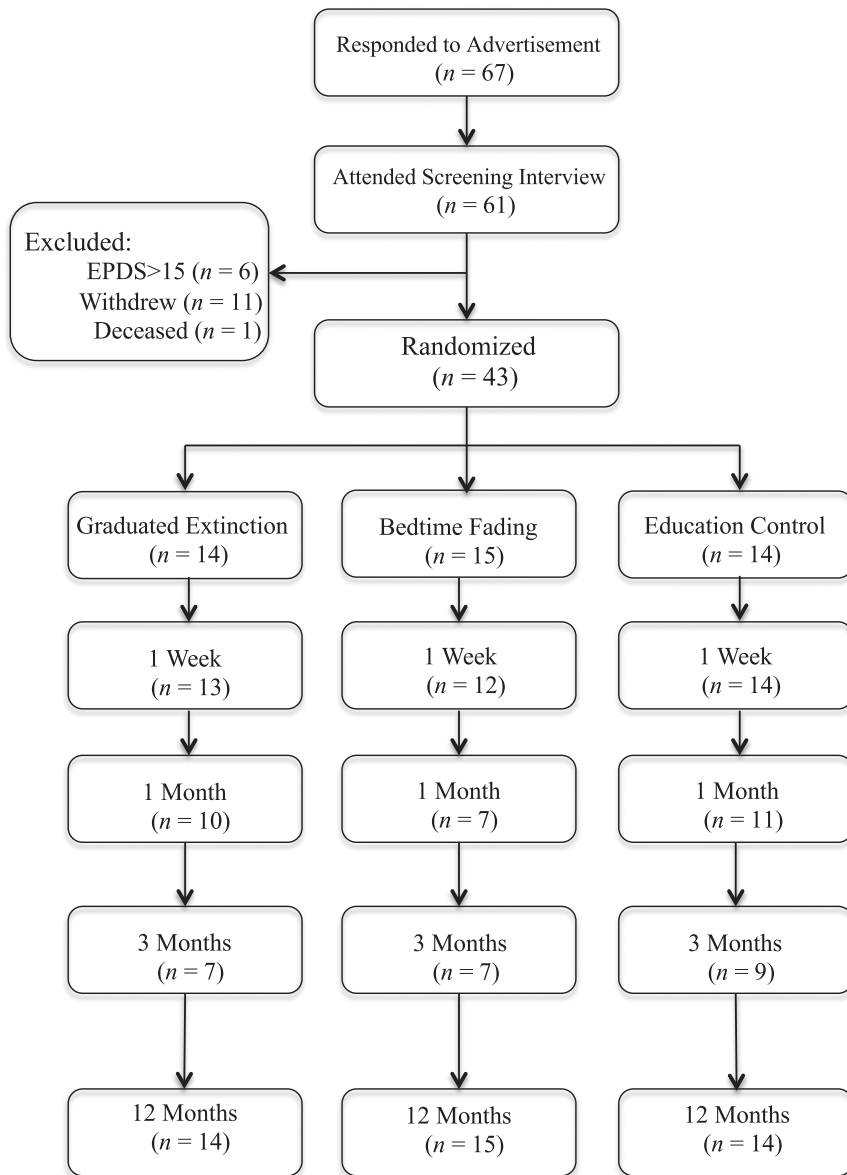 Responded to Advertisement
(n = 67)
Attended Screening Interview
(n = 61)
Excluded:
EPDS>15 (n = 6)
Withdrew (n = 11)
Deceased (n = 1)
Randomized
(n = 43)
Graduated Extinction
(n = 14)
Bedtime Fading
(n = 15)
Education Control
(n = 14)
1 Week
(n = 13)
1 Week
(n = 12)
1 Week
(n = 14)
1 Month
(n = 10)
1 Month
(n = 7)
1 Month
(n = 11)
3 Months
(n = 7)
3 Months
(n = 7)
3 Months
(n = 9)
12 Months
(n = 14)
12 Months
(n = 15)
12 Months
(n = 14)